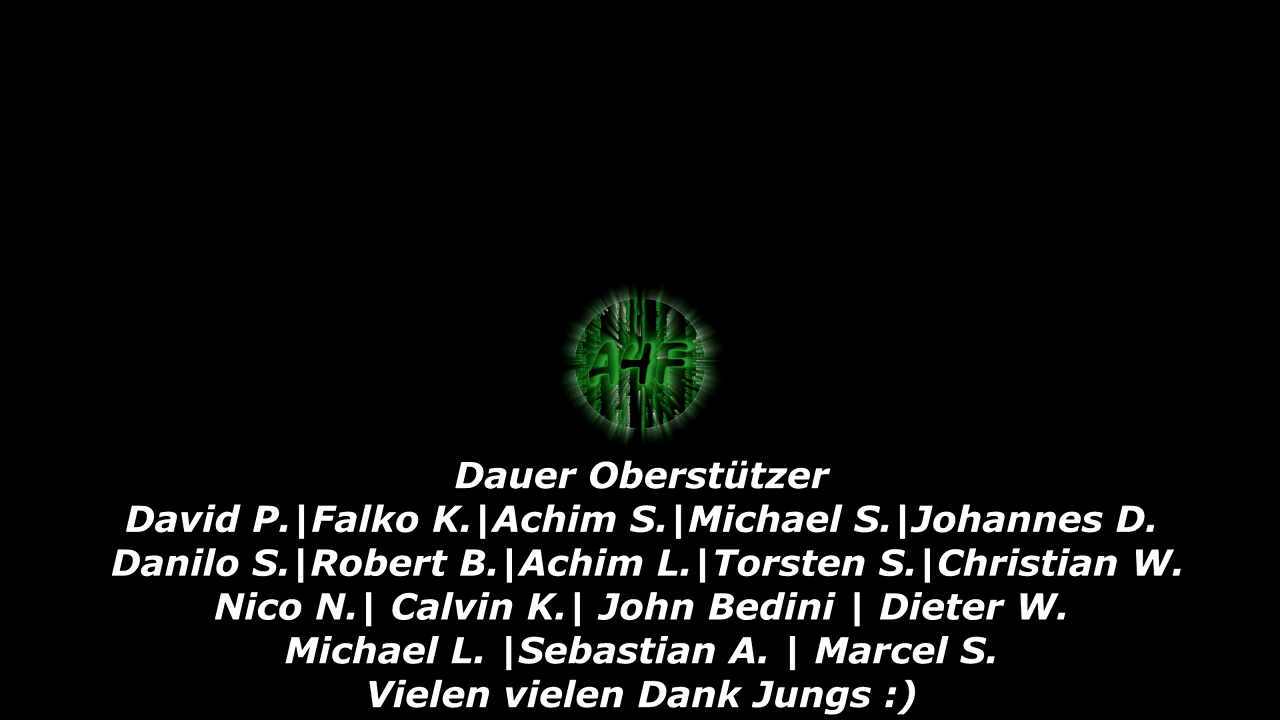 A4F
Dauer Oberstützer
David P.|Falko K.|Achim S.|Michael S.|Johannes D.
Danilo S.|Robert B.|Achim L.|Torsten S.|Christian W.
Nico N.| Calvin K.| John Bedini | Dieter W.
Michael L. |Sebastian A. | Marcel S.
Vielen vielen Dank Jungs :)